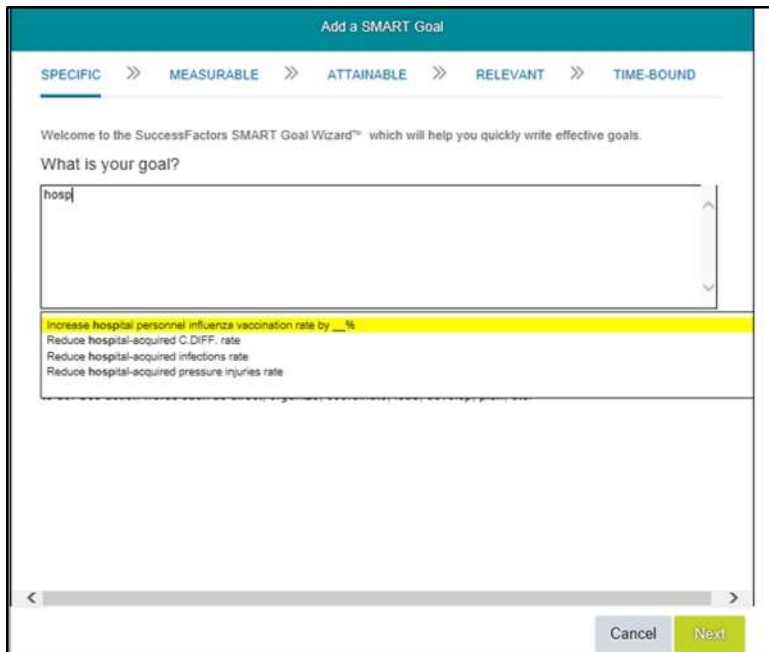 Add a SMART Goal
SPECIFIC >> MEASURABLE >> ATTAINABLE >> RELEVANT >> TIME-BOUND
Welcome to the SuccessFactors SMART Goal Wizard™ which will help you quickly write effective goals.
What is your goal?
hosp
Increase hospital personnel influenza vaccination rate by __%
Reduce hospital-acquired C.DIFF. rate
Reduce hospital-acquired infections rate
Reduce hospital-acquired pressure injuries rate
Cancel Next